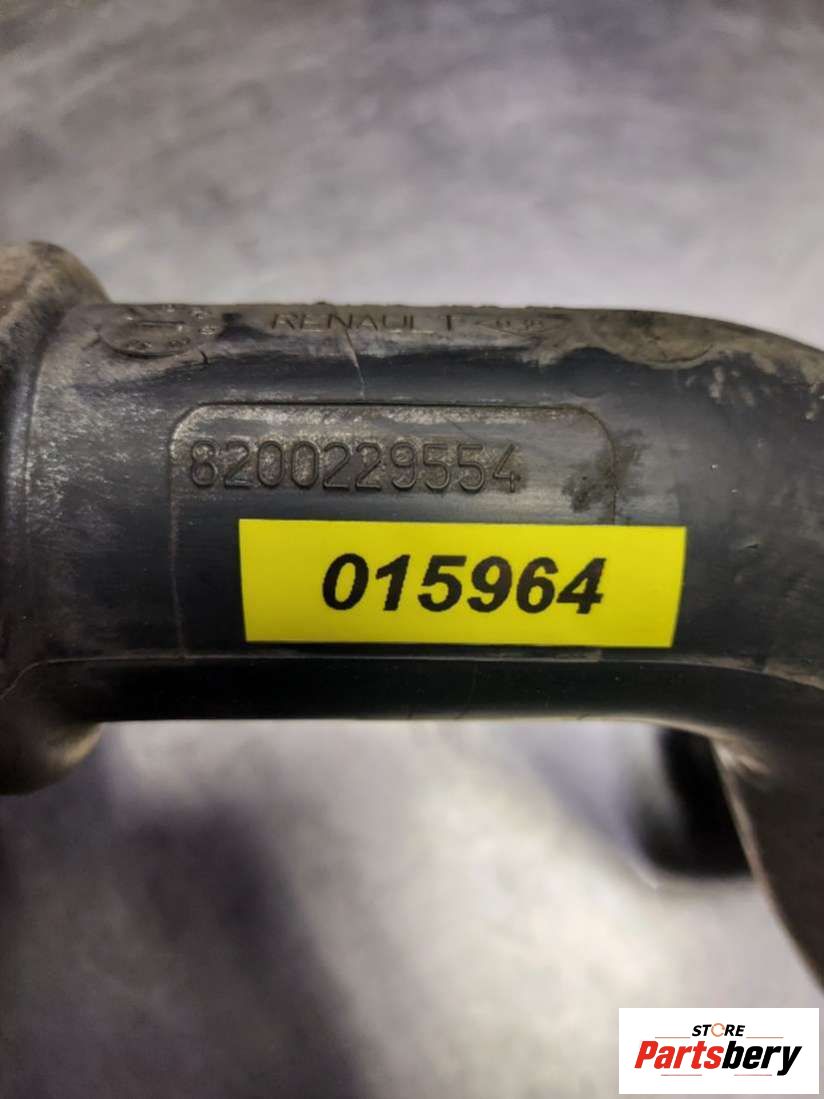 RENAULT
8200229554
015964
STORE
Partsbery